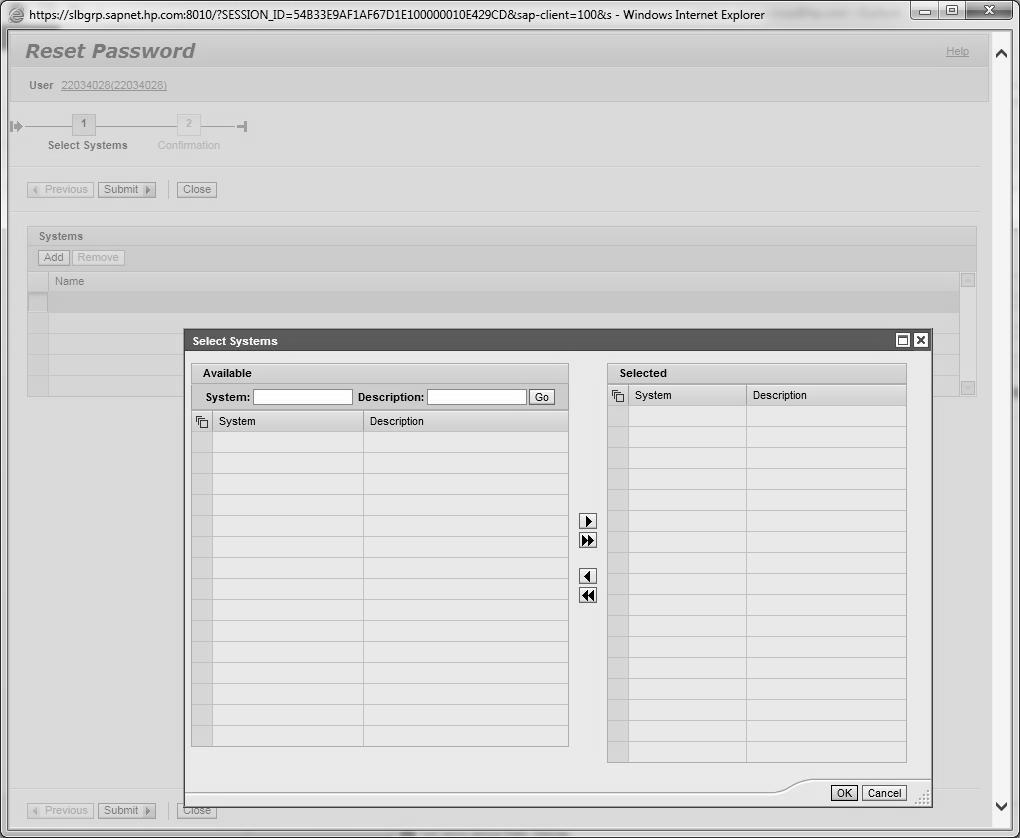 https://slbgrp.sapnet.hp.com:8010/?SESSION_ID=54B33E9AF1AF67D1E100000010E429CD&sap-client=100&s - Windows Internet Explorer
Reset Password
Help
User 22034028(22034028)
1 2
Select Systems Confirmation
Previous Submit Close
Systems
Add Remove
Name
Select Systems
Available Selected
System: Description: Go
System Description
System Description
OK Cancel
Previous Submit Close